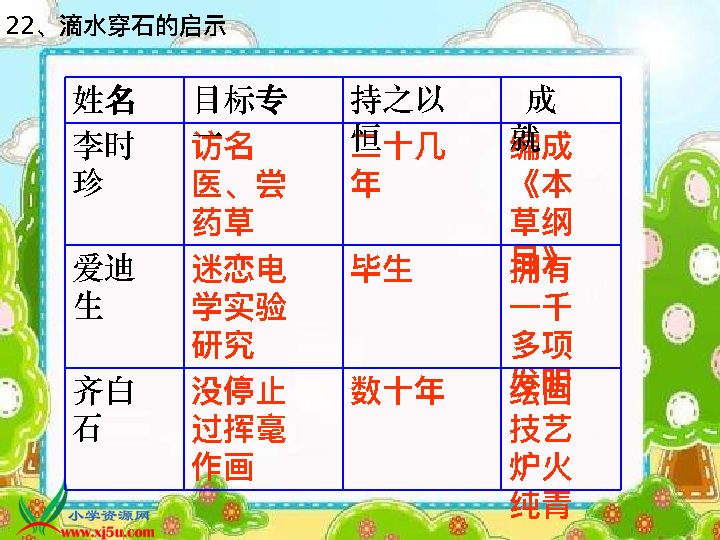 22、滴水穿石的启示
姓名 目标专一 持之以恒 成就
李时珍 访名医、尝药草 二十几年 编成《本草纲目》
爱迪生 迷恋电学实验研究 毕生 拥有一千多项发明
齐白石 没停止过挥毫作画 数十年 绘画技艺炉火纯青
小学资源网
www.xj5u.com